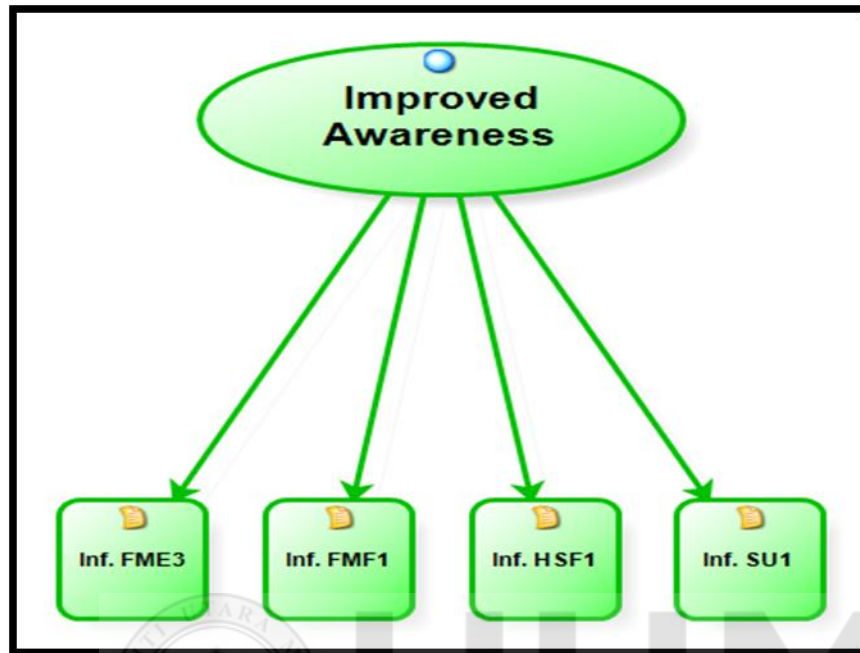 Improved
Awareness
Inf. FME3
Inf. FMF1
Inf. HSF1
Inf. SU1